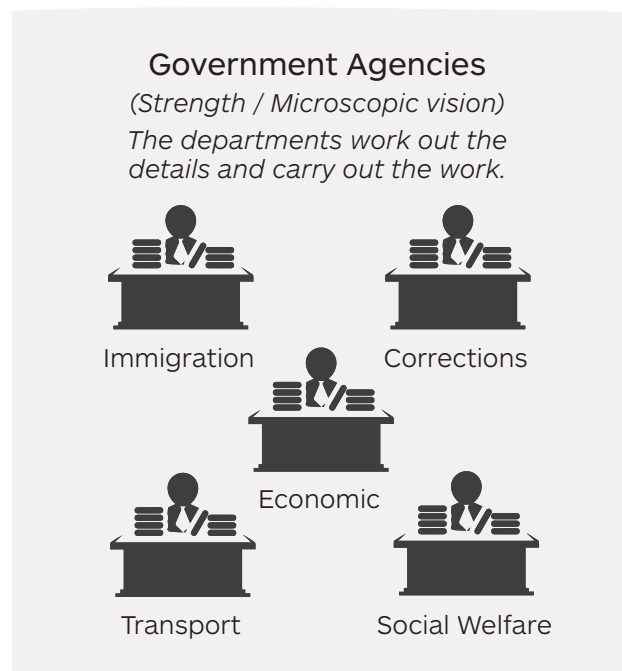 Government Agencies
(Strength / Microscopic vision)
The departments work out the
details and carry out the work.
Immigration
Corrections
Economic
Transport
Social Welfare